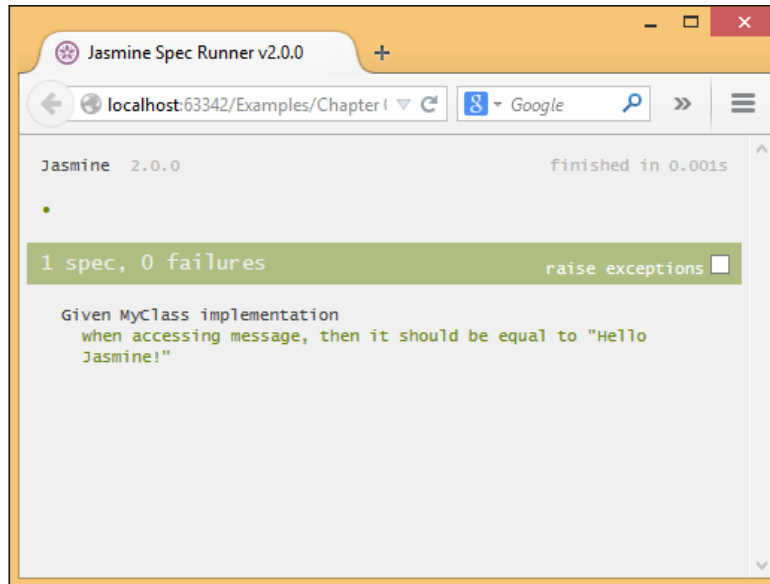 Jasmine Spec Runner v2.0.0
localhost:63342/Examples/Chapter Google
Jasmine 2.0.0 finished in 0.001s
1 spec, 0 failures raise exceptions
Given MyClass implementation
when accessing message, then it should be equal to "Hello
Jasmine!"